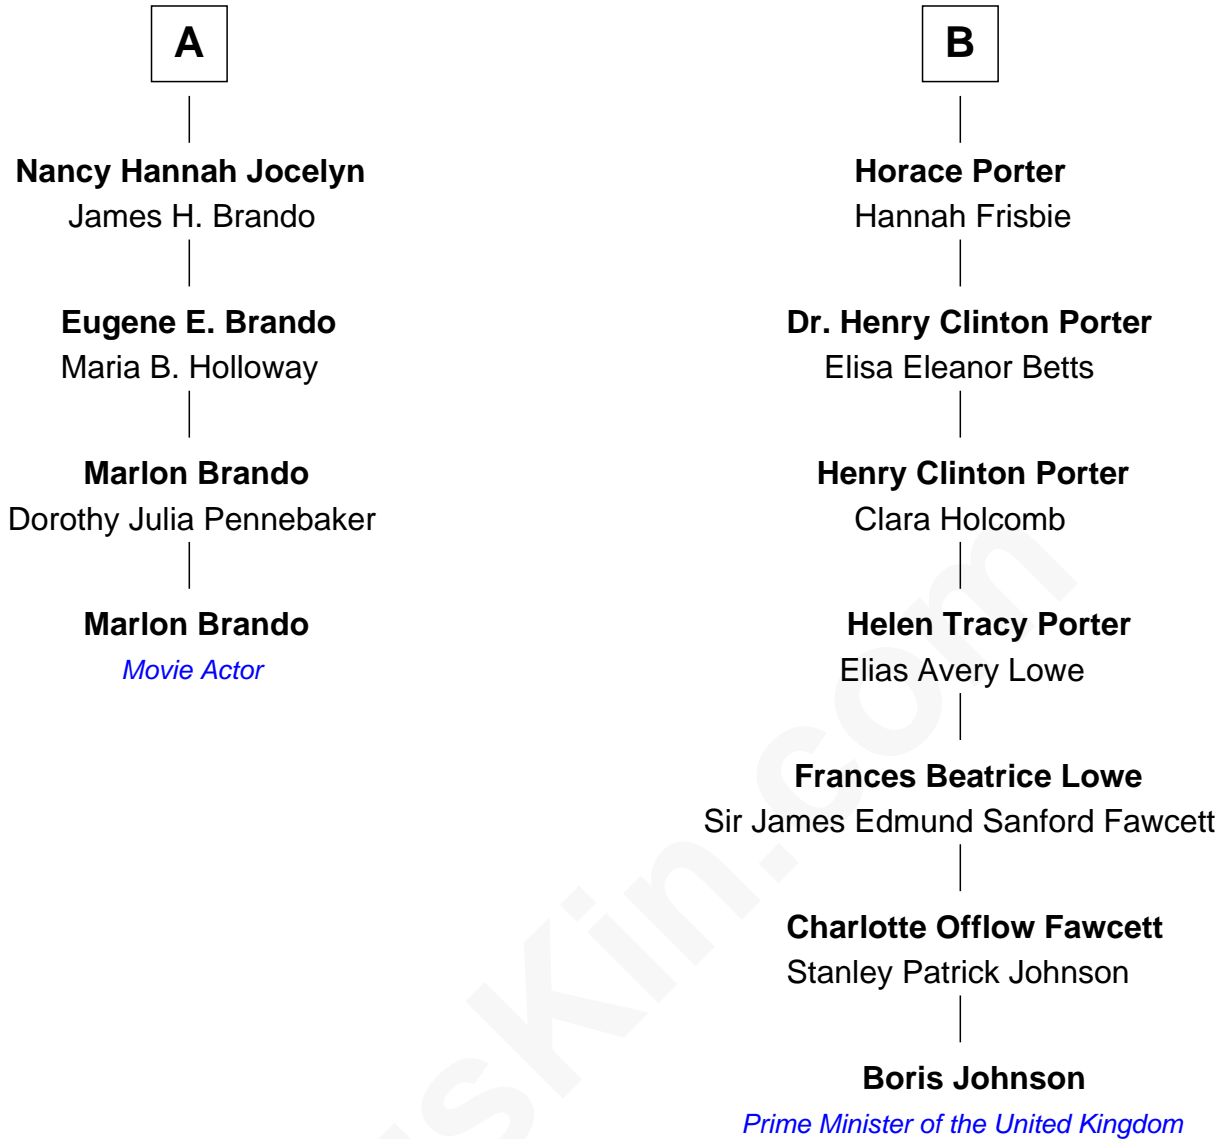 A
Nancy Hannah Jocelyn
James H. Brando
Eugene E. Brando
Maria B. Holloway
Marlon Brando
Dorothy Julia Pennebaker
Marlon Brando
Movie Actor
B
Horace Porter
Hannah Frisbie
Dr. Henry Clinton Porter
Elisa Eleanor Betts
Henry Clinton Porter
Clara Holcomb
Helen Tracy Porter
Elias Avery Lowe
Frances Beatrice Lowe
Sir James Edmund Sanford Fawcett
Charlotte Offlow Fawcett
Stanley Patrick Johnson
Boris Johnson
Prime Minister of the United Kingdom